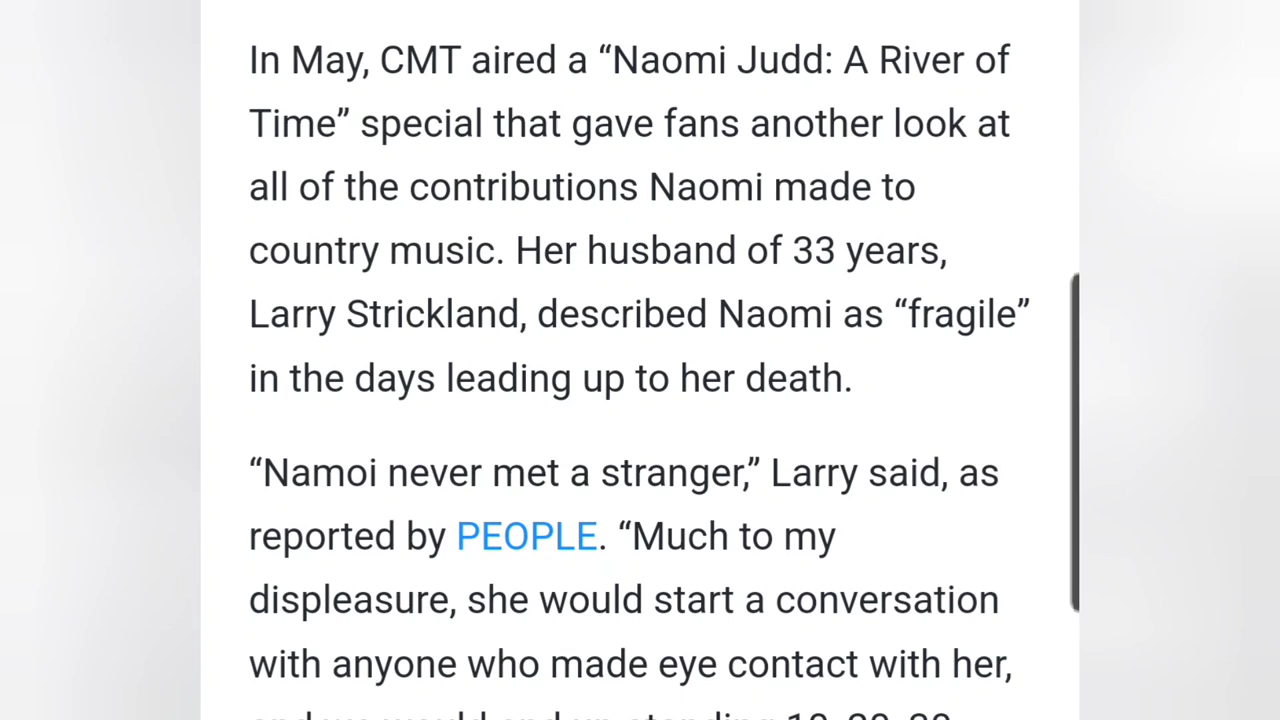 In May, CMT aired a “Naomi Judd: A River of
Time” special that gave fans another look at
all of the contributions Naomi made to
country music. Her husband of 33 years,
Larry Strickland, described Naomi as “fragile”
in the days leading up to her death.
“Namoi never met a stranger,” Larry said, as
reported by PEOPLE. “Much to my
displeasure, she would start a conversation
with anyone who made eye contact with her,